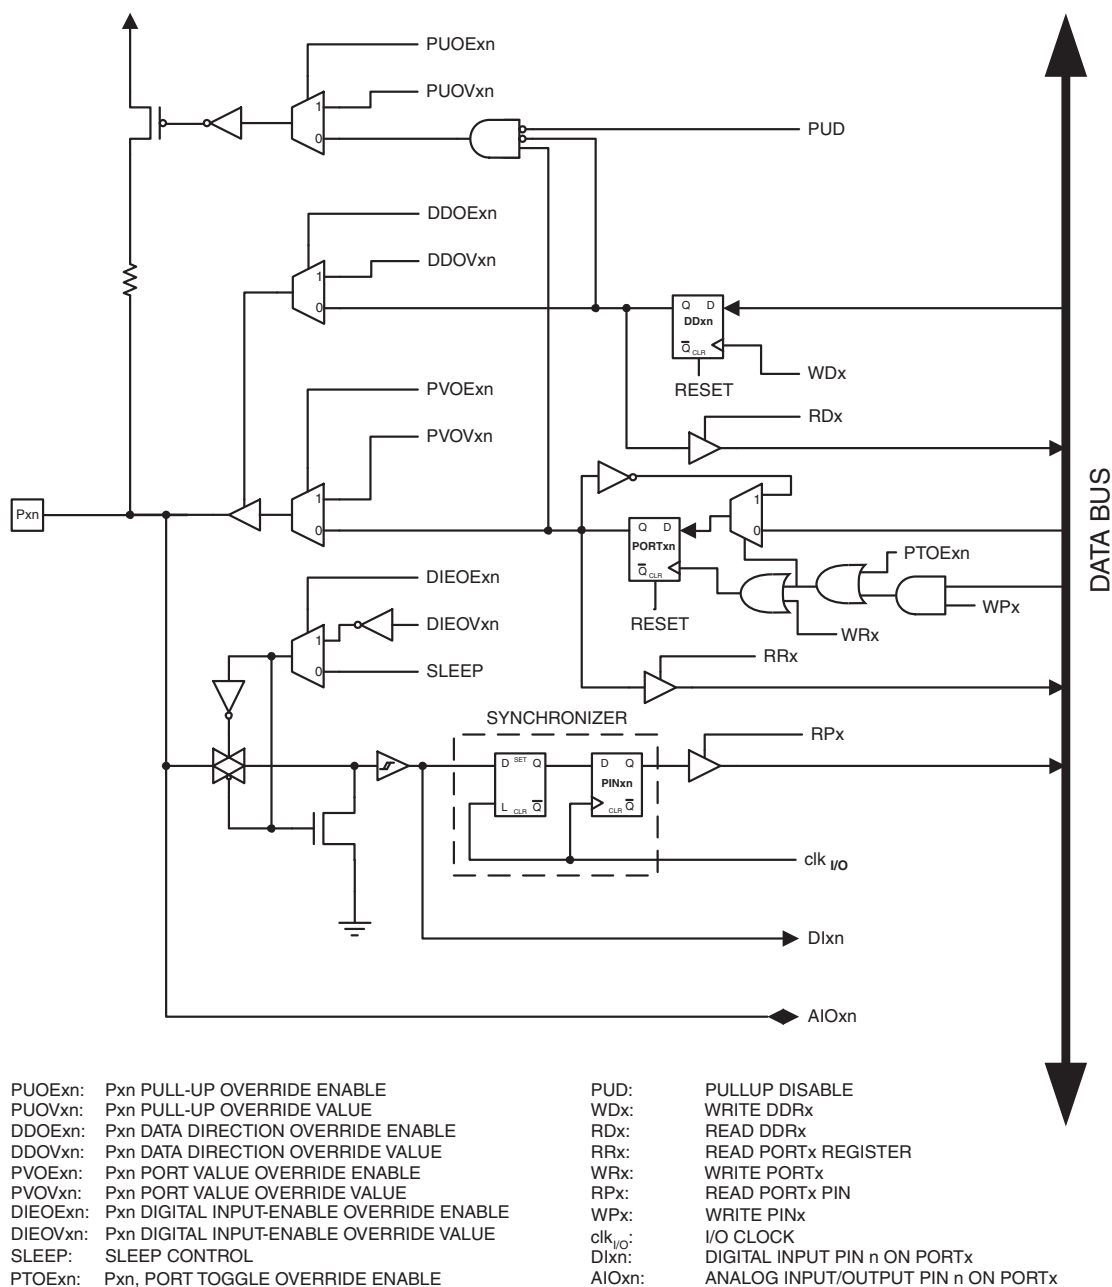 PUOExn
PUOVxn
1
0
PUD
DDOExn
DDOVxn
1
0
Q D
DDxn
Q CLR
RESET
WDx
PVOExn
RDx
PVOVxn
1
0
Pxn
1
0
Q D
PORTxn
Q CLR
RESET
PTOExn
WPx
WRx
DATA BUS
DIEOExn
DIEOVxn
1
0
SLEEP
RRx
SYNCHRONIZER
RPx
D SET Q
L CLR Q
D Q
PINxn
CLR Q
clk I/O
DIxn
AIOxn
PUOExn: Pxn PULL-UP OVERRIDE ENABLE
PUOVxn: Pxn PULL-UP OVERRIDE VALUE
DDOExn: Pxn DATA DIRECTION OVERRIDE ENABLE
DDOVxn: Pxn DATA DIRECTION OVERRIDE VALUE
PVOExn: Pxn PORT VALUE OVERRIDE ENABLE
PVOVxn: Pxn PORT VALUE OVERRIDE VALUE
DIEOExn: Pxn DIGITAL INPUT-ENABLE OVERRIDE ENABLE
DIEOVxn: Pxn DIGITAL INPUT-ENABLE OVERRIDE VALUE
SLEEP: SLEEP CONTROL
PTOExn: Pxn, PORT TOGGLE OVERRIDE ENABLE
PUD: PULLUP DISABLE
WDx: WRITE DDRx
RDx: READ DDRx
RRx: READ PORTx REGISTER
WRx: WRITE PORTx
RPx: READ PORTx PIN
WPx: WRITE PINx
clkI/O: I/O CLOCK
DIxn: DIGITAL INPUT PIN n ON PORTx
AIOxn: ANALOG INPUT/OUTPUT PIN n ON PORTx